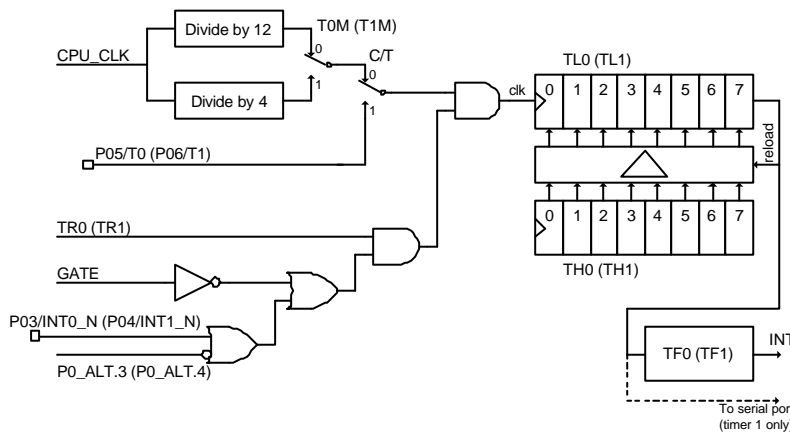 T0M (T1M)
Divide by 12
CPU_CLK
0
C/T
0
Divide by 4
1
1
P05/T0 (P06/T1)
clk
TL0 (TL1)
0 1 2 3 4 5 6 7
reload
0 1 2 3 4 5 6 7
TH0 (TH1)
TR0 (TR1)
GATE
P03/INT0_N (P04/INT1_N)
P0_ALT.3 (P0_ALT.4)
TF0 (TF1)
INT
To serial por
(timer 1 only)